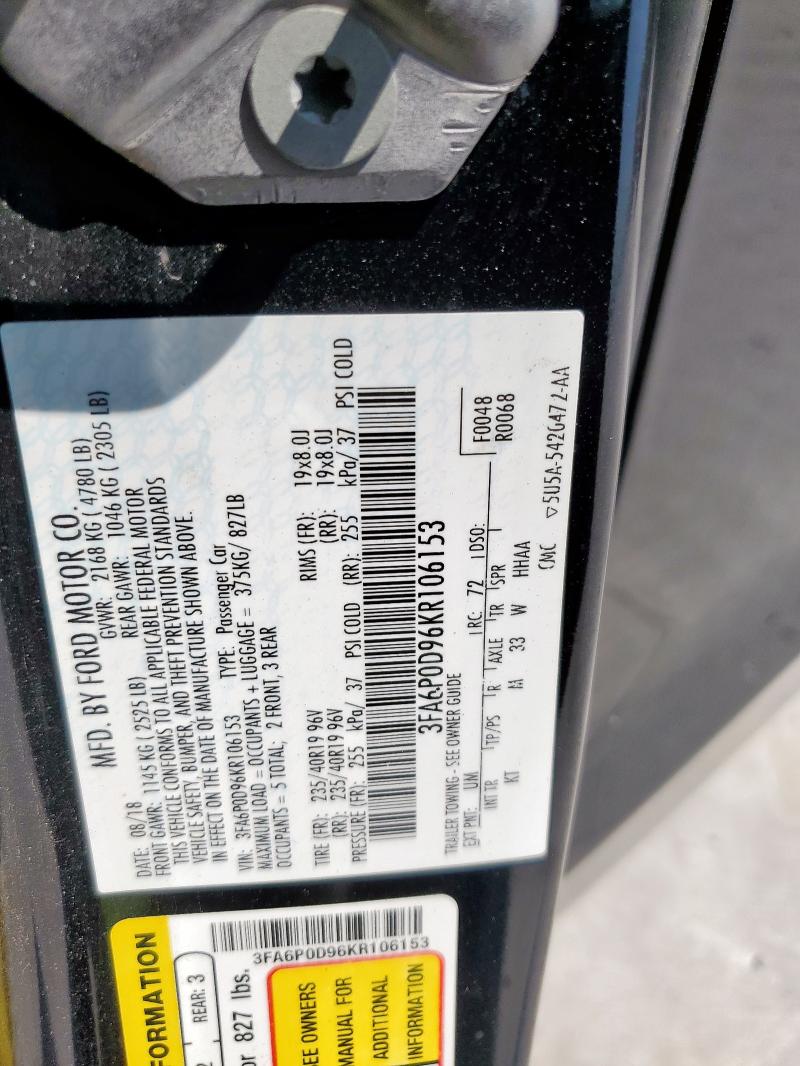 MFD. BY FORD MOTOR CO.
DATE: 08/18 GVWR: 2168 KG ( 4780 LB)
FRONT GAWR: 1145 KG ( 2525 LB) REAR GAWR: 1046 KG ( 2305 LB)
THIS VEHICLE CONFORMS TO ALL APPLICABLE FEDERAL MOTOR
VEHICLE SAFETY, BUMPER, AND THEFT PREVENTION STANDARDS
IN EFFECT ON THE DATE OF MANUFACTURE SHOWN ABOVE.
VIN: 3FA6P0D96KR106153 TYPE: Passenger Car
MAXIMUM LOAD = OCCUPANTS + LUGGAGE = 375KG/ 827LB
OCCUPANTS = 5 TOTAL; 2 FRONT, 3 REAR
TIRE (FR): 235/40R19 96V RIMS (FR): 19x8.0J
(RR): 235/40R19 96V (RR): 19x8.0J
PRESSURE (FR): 255 kPa/ 37 PSI COLD (RR): 255 kPa/ 37 PSI COLD
3FA6P0D96KR106153
TRAILER TOWING - SEE OWNER GUIDE
F0048
R0068
EXT PNT: UM RC: 72 DSO:
INT TR TP/PS R AXLE TR SPR
KT M 33 W HHAA
▽5U5A-5420472-AA
3FA6P0D96KR106153
FORMATION
REAR: 3
or 827 lbs.
SEE OWNERS
MANUAL FOR
ADDITIONAL
INFORMATION